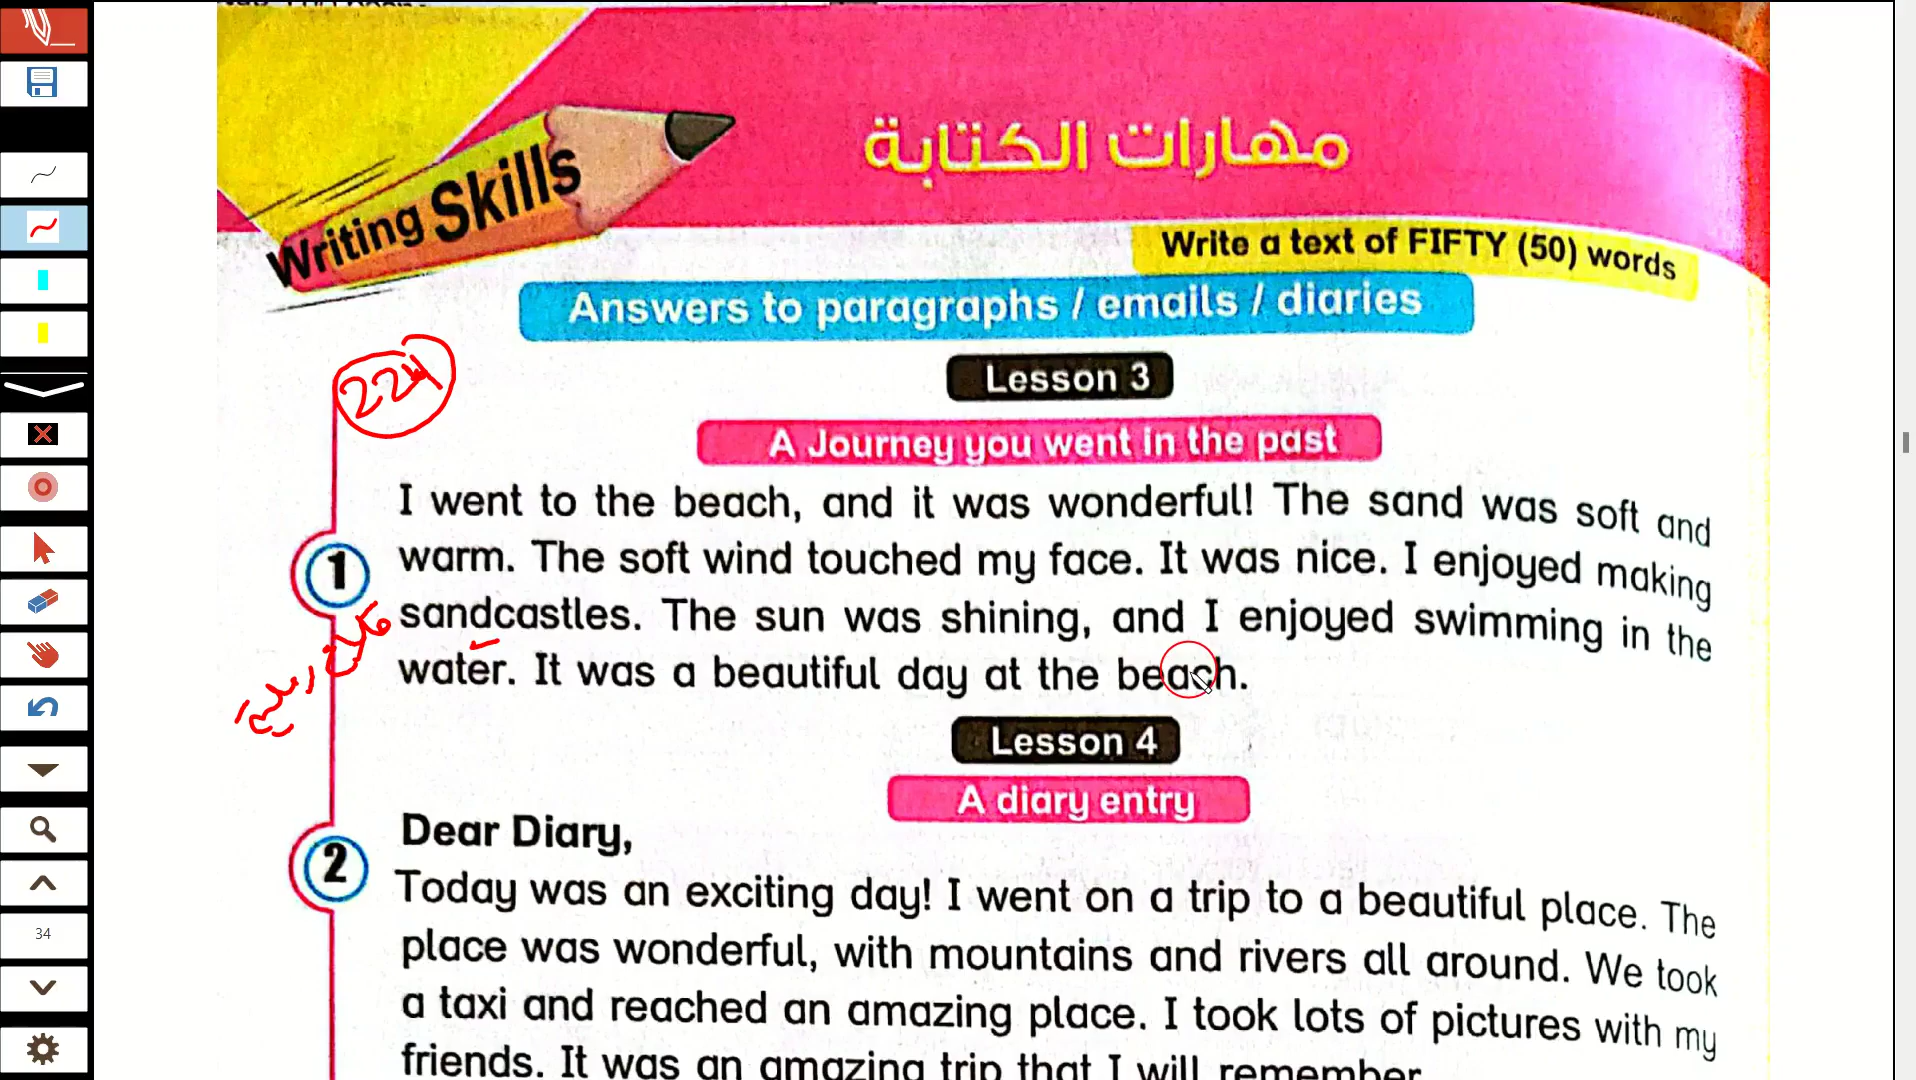 مهارات الكتابة
Writing Skills
Write a text of FIFTY (50) words
Answers to paragraphs / emails / diaries
224
Lesson 3
A Journey you went in the past
1
I went to the beach, and it was wonderful! The sand was soft and
warm. The soft wind touched my face. It was nice. I enjoyed making
sandcastles. The sun was shining, and I enjoyed swimming in the
water. It was a beautiful day at the beach.
Lesson 4
A diary entry
2
Dear Diary,
Today was an exciting day! I went on a trip to a beautiful place. The
place was wonderful, with mountains and rivers all around. We took
a taxi and reached an amazing place. I took lots of pictures with my
friends. It was an amazing trip that I will remember.
34